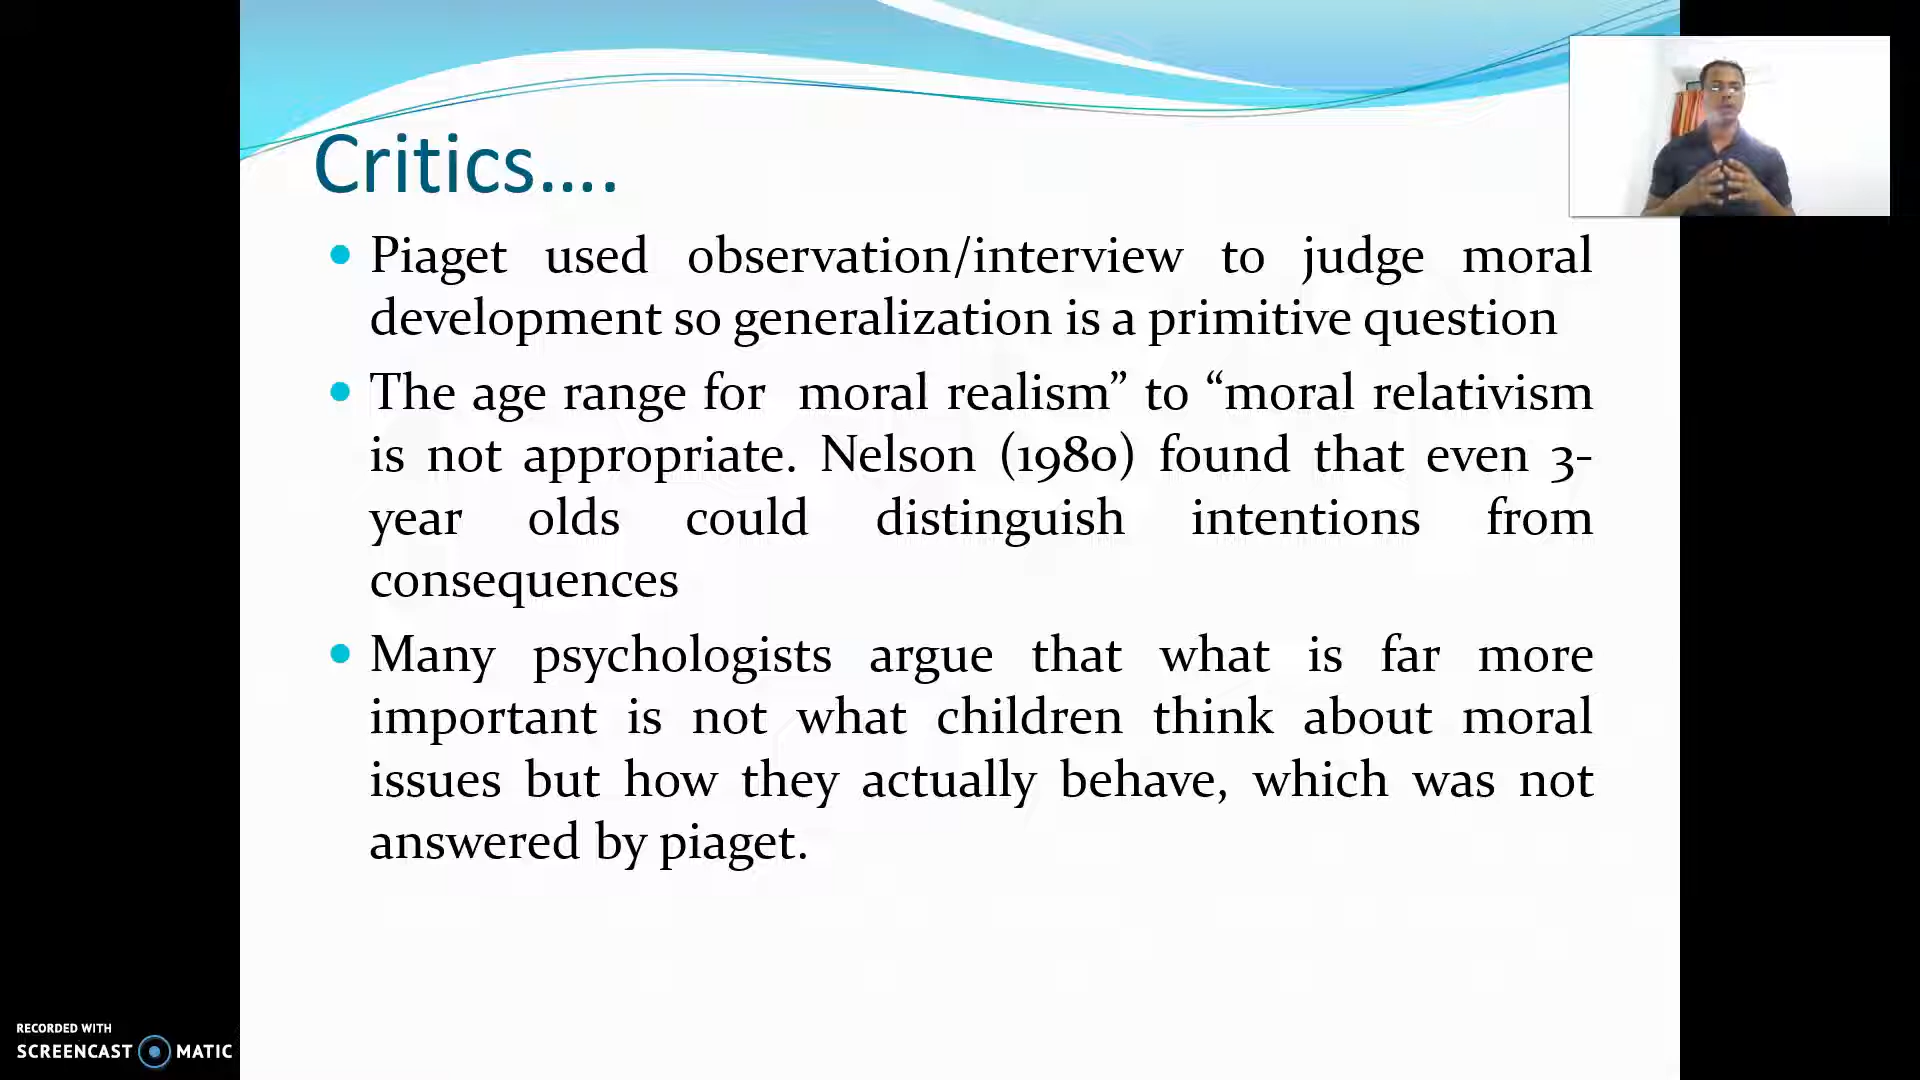 Critics....
Piaget used observation/interview to judge moral
development so generalization is a primitive question
The age range for moral realism” to “moral relativism
is not appropriate. Nelson (1980) found that even 3-
year olds could distinguish intentions from
consequences
Many psychologists argue that what is far more
important is not what children think about moral
issues but how they actually behave, which was not
answered by piaget.
RECORDED WITH
SCREENCAST MATIC